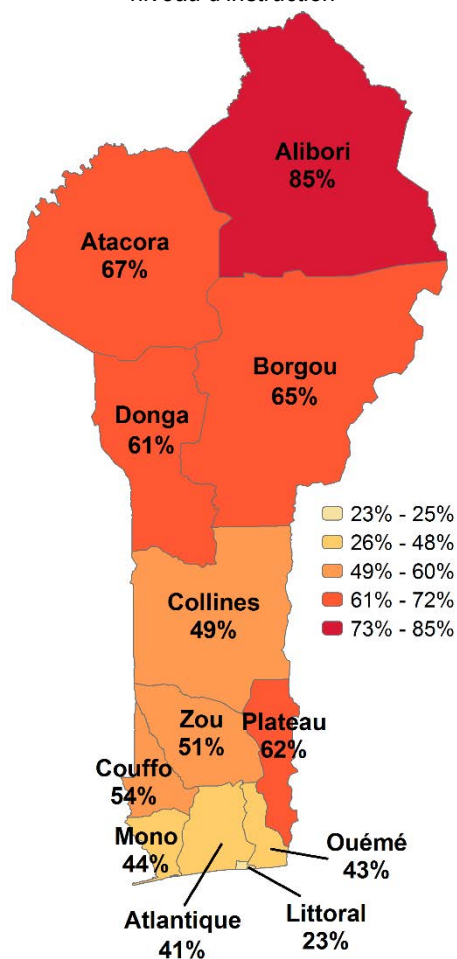 niveau d'instruction
Alibori
85%
Atacora
67%
Borgou
65%
Donga
61%
23% - 25%
26% - 48%
49% - 60%
61% - 72%
73% - 85%
Collines
49%
Zou
51%
Plateau
62%
Couffo
54%
Mono
44%
Ouémé
43%
Atlantique
41%
Littoral
23%